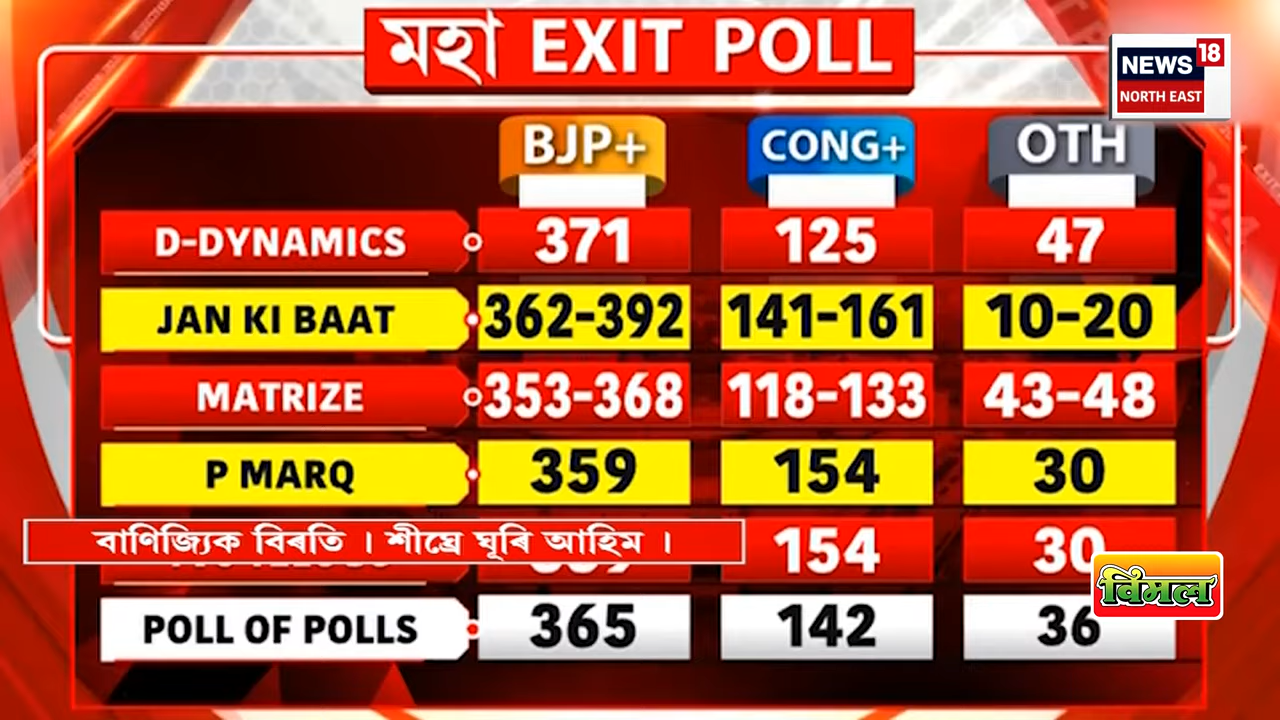 মহা EXIT POLL
NEWS 18
NORTH EAST
BJP+ CONG+ OTH
D-DYNAMICS 371 125 47
JAN KI BAAT 362-392 141-161 10-20
MATRIZE 353-368 118-133 43-48
P MARQ 359 154 30
বাণিজ্যিক বিৰতি । শীঘ্ৰে ঘূৰি আহিম ।
154 30
विमल
POLL OF POLLS 365 142 36